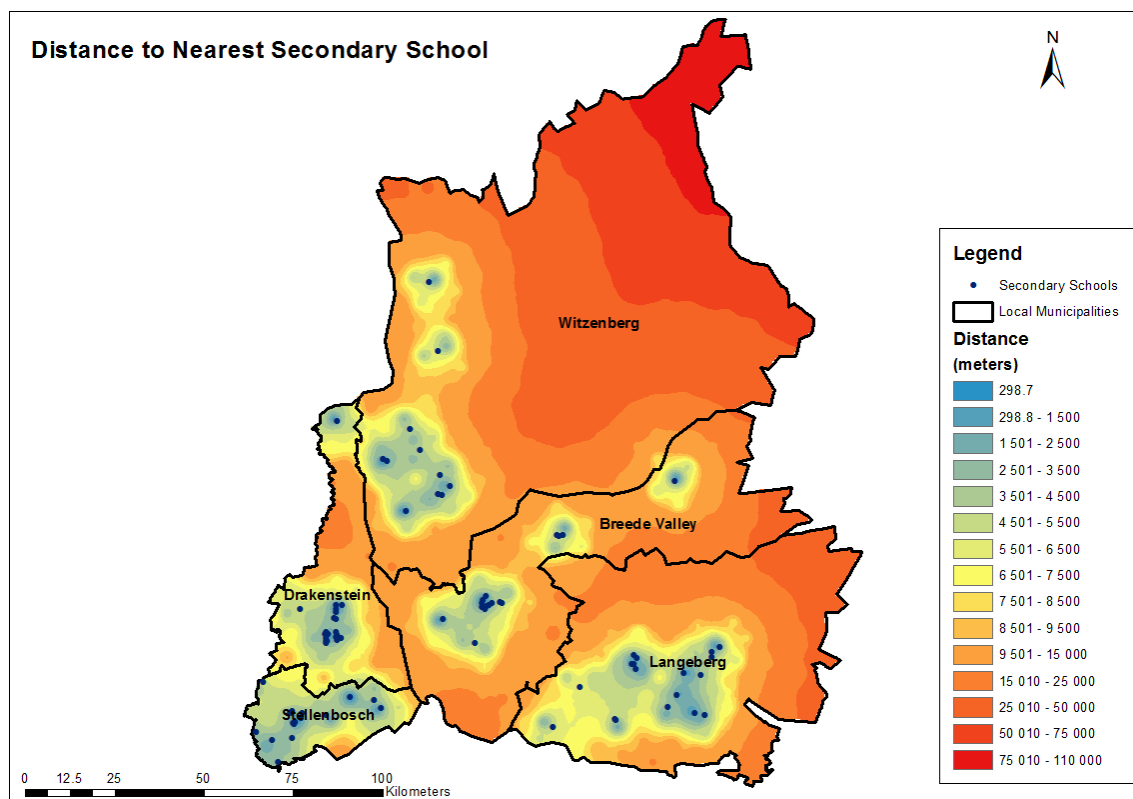 Distance to Nearest Secondary School
N
Witzenberg
Breede Valley
Drakenstein
Langeberg
Stellenbosch
Legend
Secondary Schools
Local Municipalities
Distance
(meters)
298.7
298.8 - 1 500
1 501 - 2 500
2 501 - 3 500
3 501 - 4 500
4 501 - 5 500
5 501 - 6 500
6 501 - 7 500
7 501 - 8 500
8 501 - 9 500
9 501 - 15 000
15 010 - 25 000
25 010 - 50 000
50 010 - 75 000
75 010 - 110 000
0 12.5 25 50 75 100
Kilometers